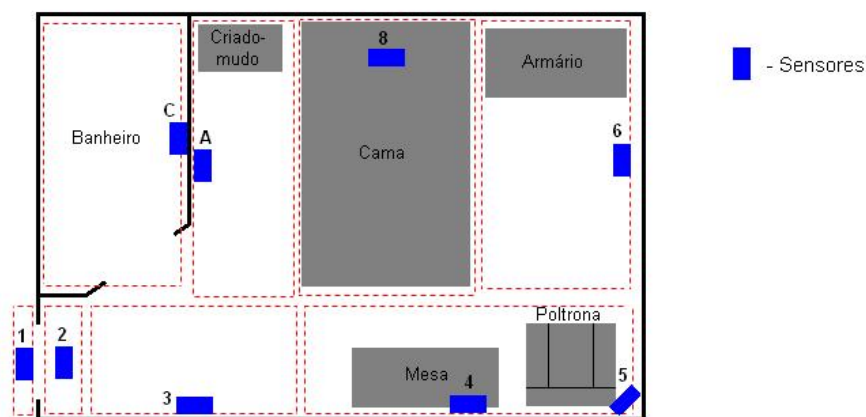 Criado-
mudo
8
Armário
- Sensores
C
A
Banheiro
Cama
6
Poltrona
1
2
3
Mesa
4
5